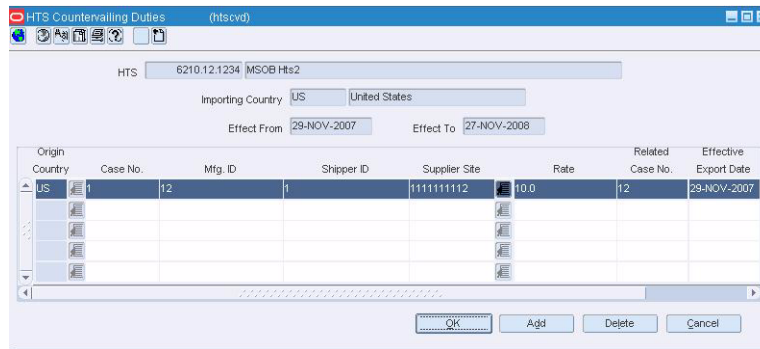 HTS Countervailing Duties (htscvd)
HTS 6210.12.1234 MSOB Hts2
Importing Country US United States
Effect From 29-NOV-2007 Effect To 27-NOV-2008
Origin Related Effective
Country Case No. Mfg. ID Shipper ID Supplier Site Rate Case No. Export Date
US 1 12 1 1111111112 10.0 12 29-NOV-2007
OK Add Delete Cancel